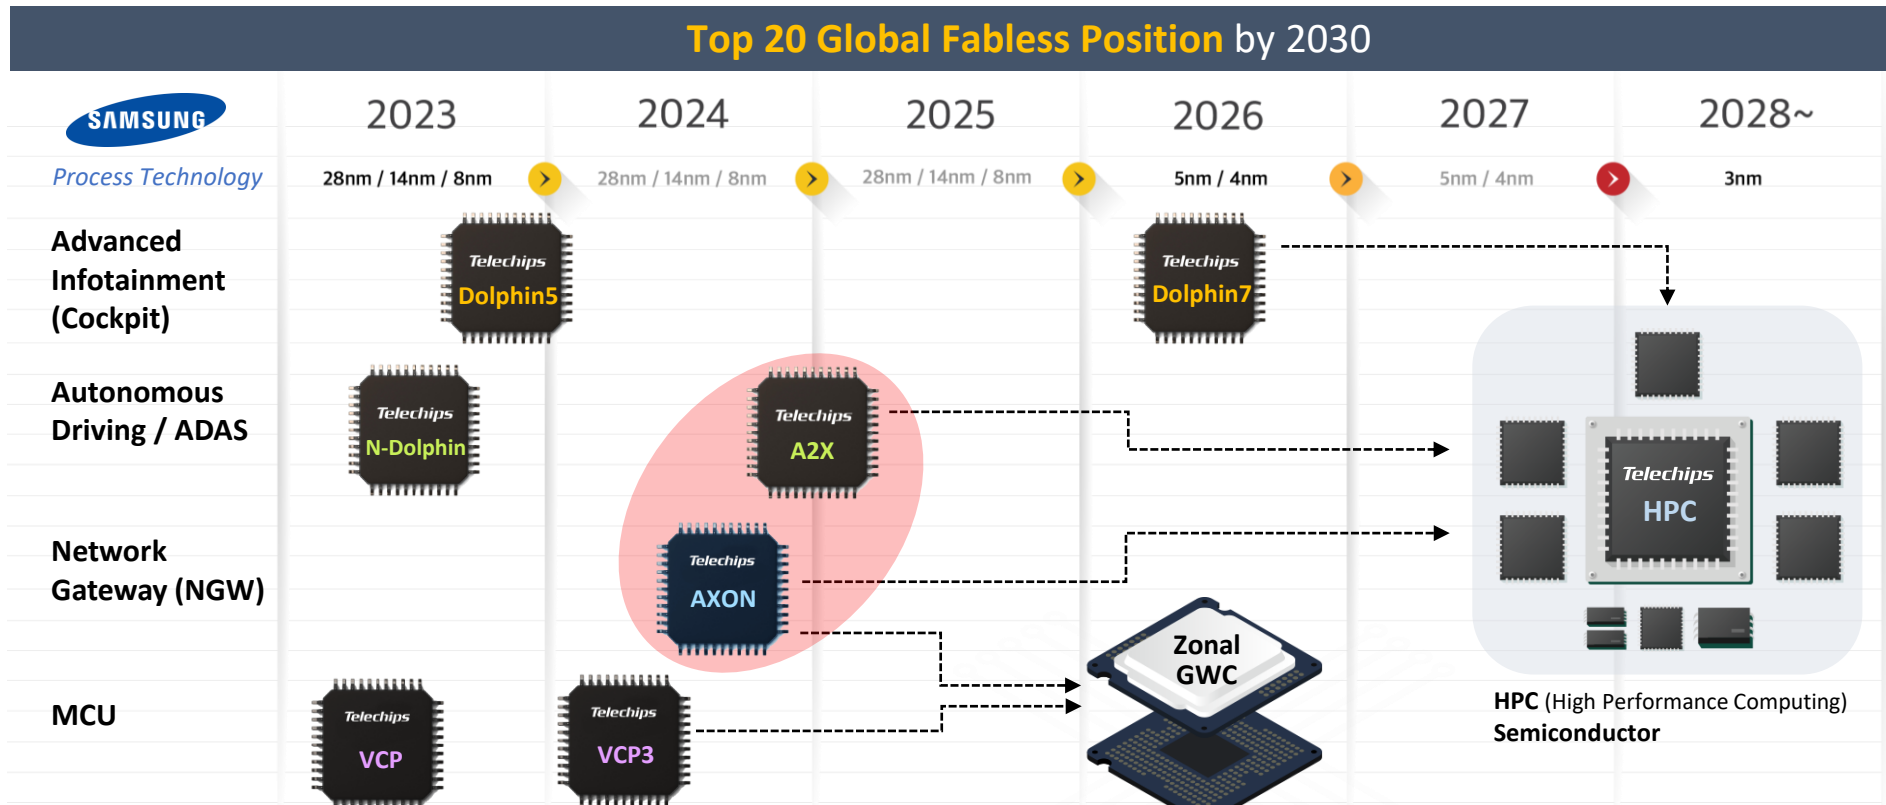 Top 20 Global Fabless Position by 2030
SAMSUNG
2023
2024
2025
2026
2027
2028~
Process Technology
28nm / 14nm / 8nm
28nm / 14nm / 8nm
28nm / 14nm / 8nm
5nm / 4nm
5nm / 4nm
3nm
Advanced
Infotainment
(Cockpit)
Telechips
Dolphin5
Telechips
Dolphin7
Autonomous
Driving / ADAS
Telechips
N-Dolphin
Telechips
A2X
Telechips
HPC
Network
Gateway (NGW)
Telechips
AXON
Zonal
GWC
MCU
Telechips
VCP
Telechips
VCP3
HPC (High Performance Computing)
Semiconductor